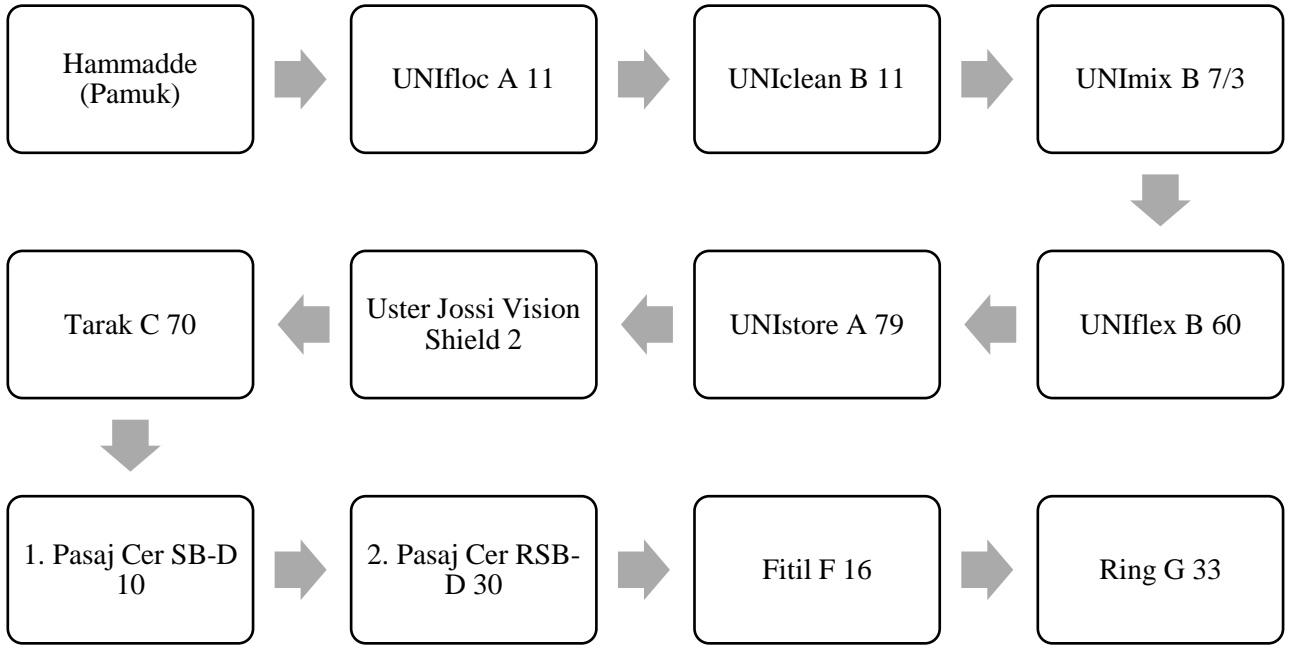 Hammadde
(Pamuk)
UNIfloc A 11
UNIclean B 11
UNImix B 7/3
UNIflex B 60
UNIstore A 79
Uster Jossi Vision
Shield 2
Tarak C 70
1. Pasaj Cer SB-D
10
2. Pasaj Cer RSB-
D 30
Fitil F 16
Ring G 33